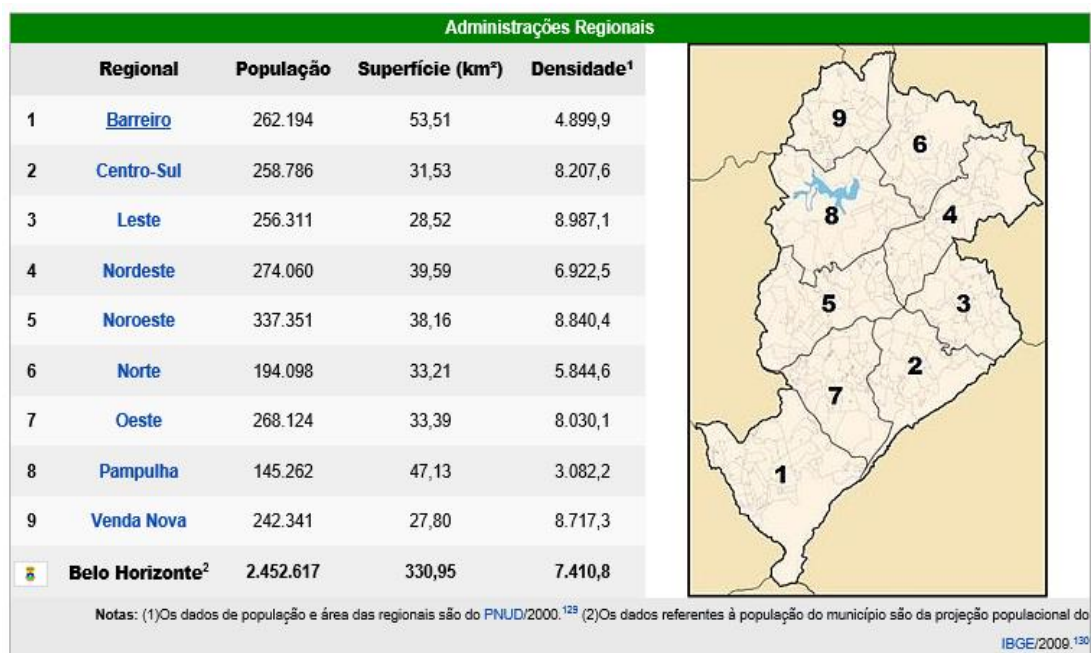 Administrações Regionais
Regional População Superfície (km²) Densidade¹
1 Barreiro 262.194 53,51 4.899,9
2 Centro-Sul 258.786 31,53 8.207,6
3 Leste 256.311 28,52 8.987,1
4 Nordeste 274.060 39,59 6.922,5
5 Noroeste 337.351 38,16 8.840,4
6 Norte 194.098 33,21 5.844,6
7 Oeste 268.124 33,39 8.030,1
8 Pampulha 145.262 47,13 3.082,2
9 Venda Nova 242.341 27,80 8.717,3
Belo Horizonte² 2.452.617 330,95 7.410,8
9
6
8
4
5
3
2
7
1
Notas: (1)Os dados de população e área das regionais são do PNUD/2000.¹²⁹ (2)Os dados referentes à população do município são da projeção populacional do
IBGE/2009.¹³⁰